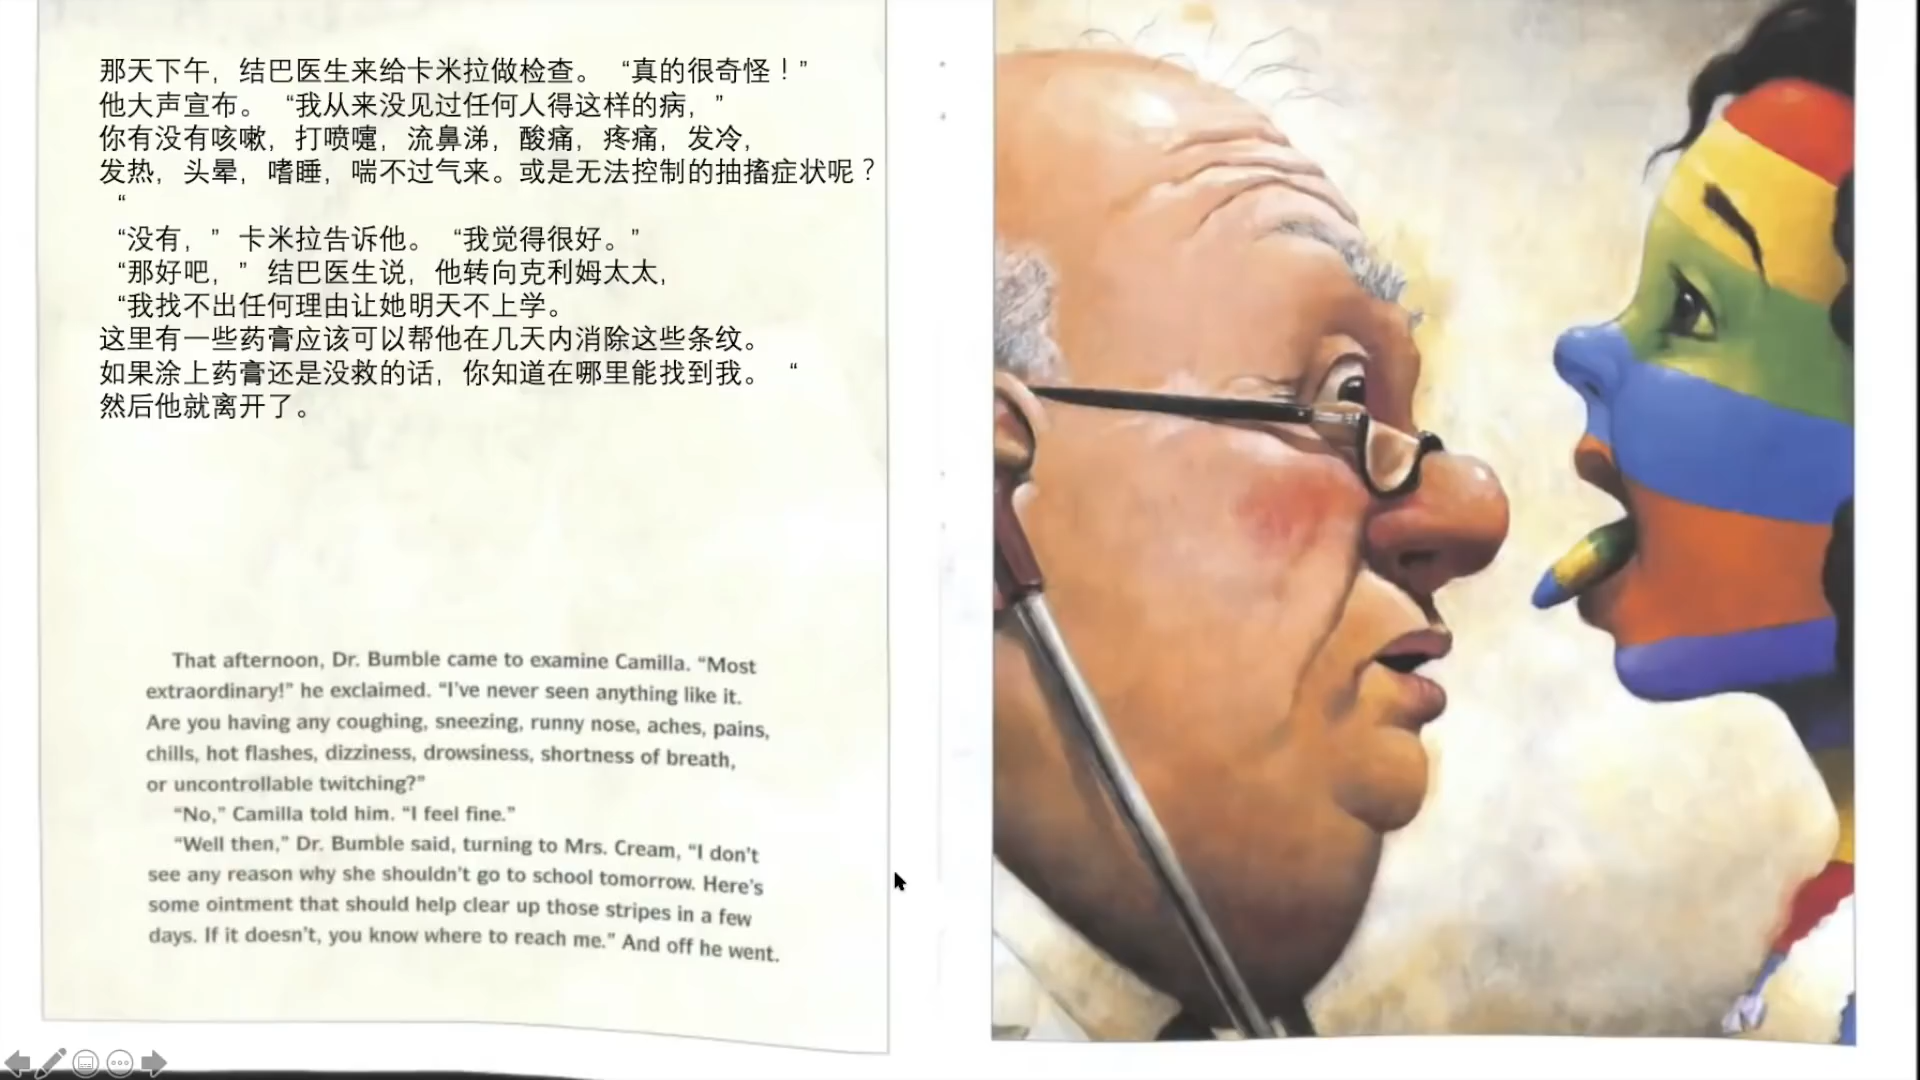 那天下午，结巴医生来给卡米拉做检查。 “真的很奇怪！”
他大声宣布。 “我从来没见过任何人得这样的病，”
你有没有咳嗽，打喷嚏，流鼻涕，酸痛，疼痛，发冷，
发热，头晕，嗜睡，喘不过气来。或是无法控制的抽搐症状呢？
“
“没有，” 卡米拉告诉他。 “我觉得很好。”
“那好吧，” 结巴医生说，他转向克利姆太太，
“我找不出任何理由让她明天不上学。
这里有一些药膏应该可以帮他在几天内消除这些条纹。
如果涂上药膏还是没救的话，你知道在哪里能找到我。 “
然后他就离开了。
That afternoon, Dr. Bumble came to examine Camilla. “Most
extraordinary!” he exclaimed. “I’ve never seen anything like it.
Are you having any coughing, sneezing, runny nose, aches, pains,
chills, hot flashes, dizziness, drowsiness, shortness of breath,
or uncontrollable twitching?”
“No,” Camilla told him. “I feel fine.”
“Well then,” Dr. Bumble said, turning to Mrs. Cream, “I don’t
see any reason why she shouldn’t go to school tomorrow. Here’s
some ointment that should help clear up those stripes in a few
days. If it doesn’t, you know where to reach me.” And off he went.